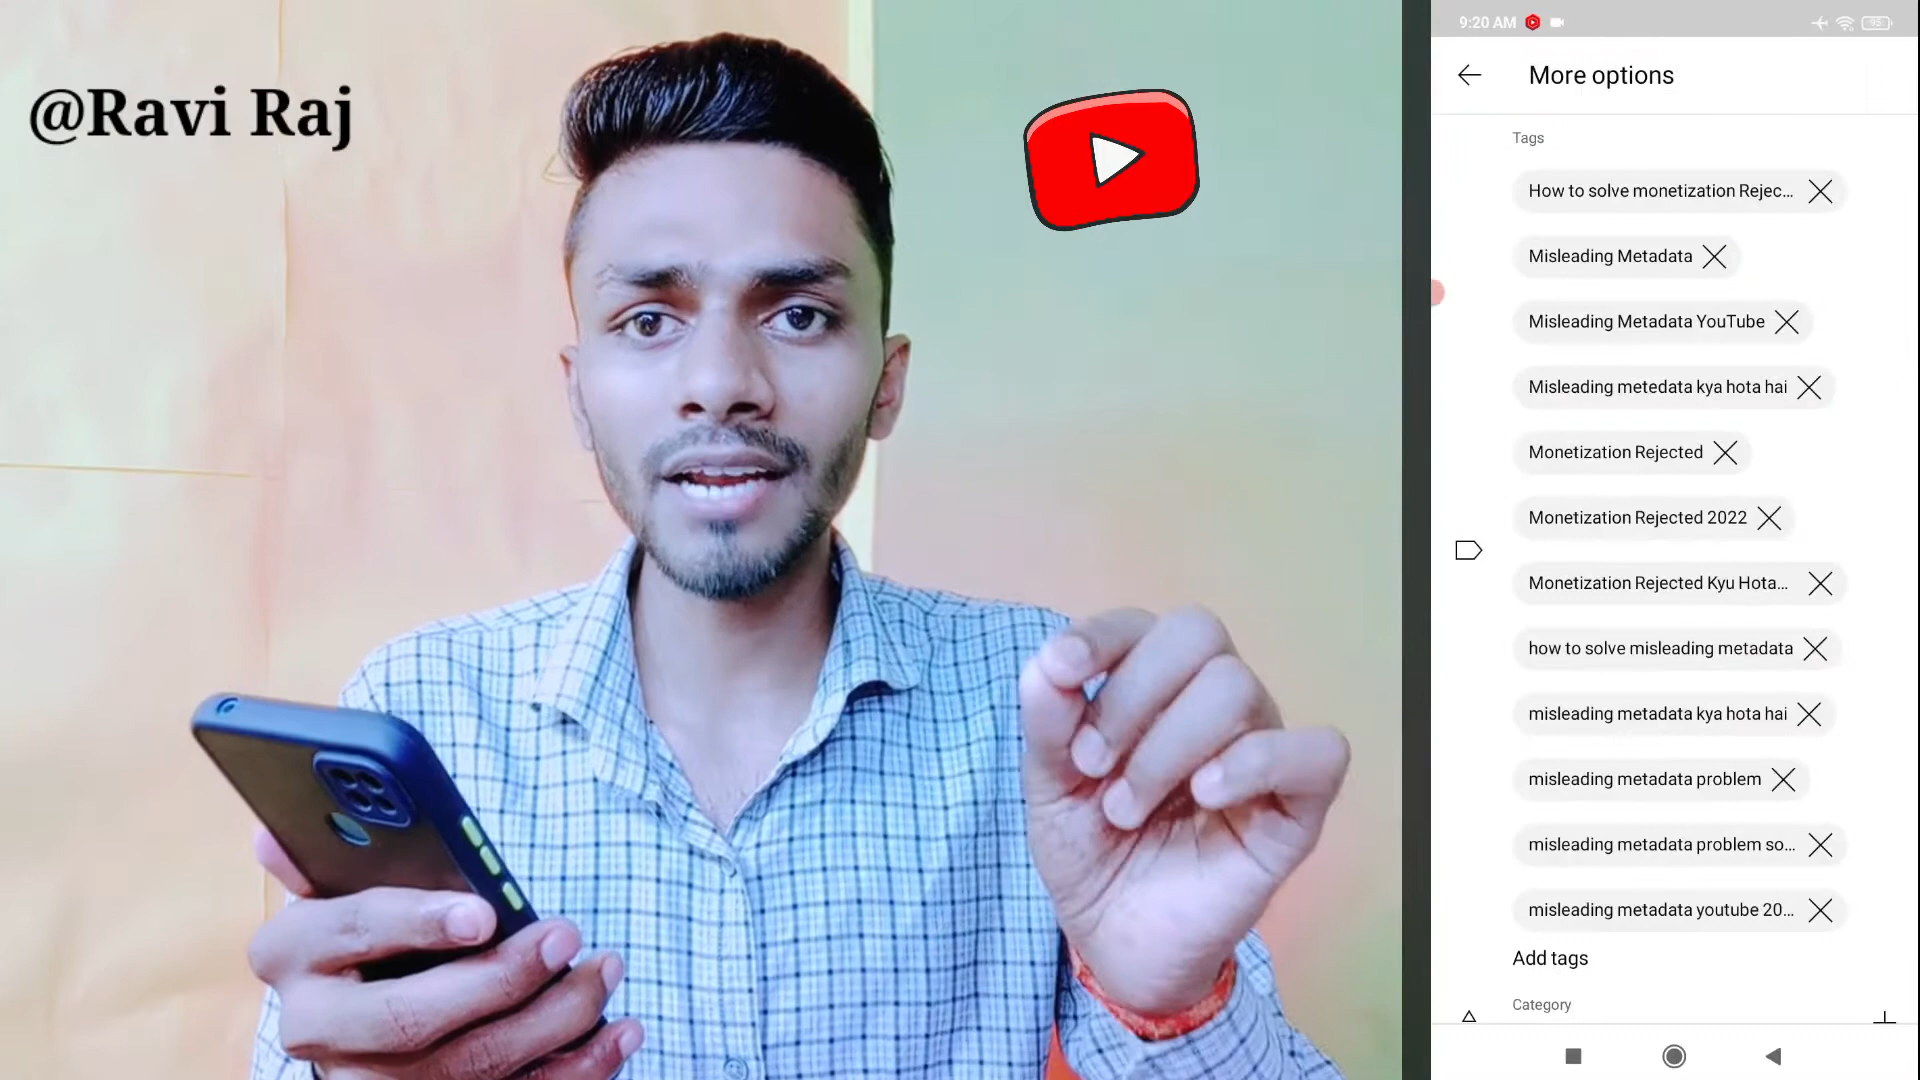 @Ravi Raj
9:20 AM
95
More options
Tags
How to solve monetization Rejec...
Misleading Metadata
Misleading Metadata YouTube
Misleading metedata kya hota hai
Monetization Rejected
Monetization Rejected 2022
Monetization Rejected Kyu Hota...
how to solve misleading metadata
misleading metadata kya hota hai
misleading metadata problem
misleading metadata problem so...
misleading metadata youtube 20...
Add tags
Category